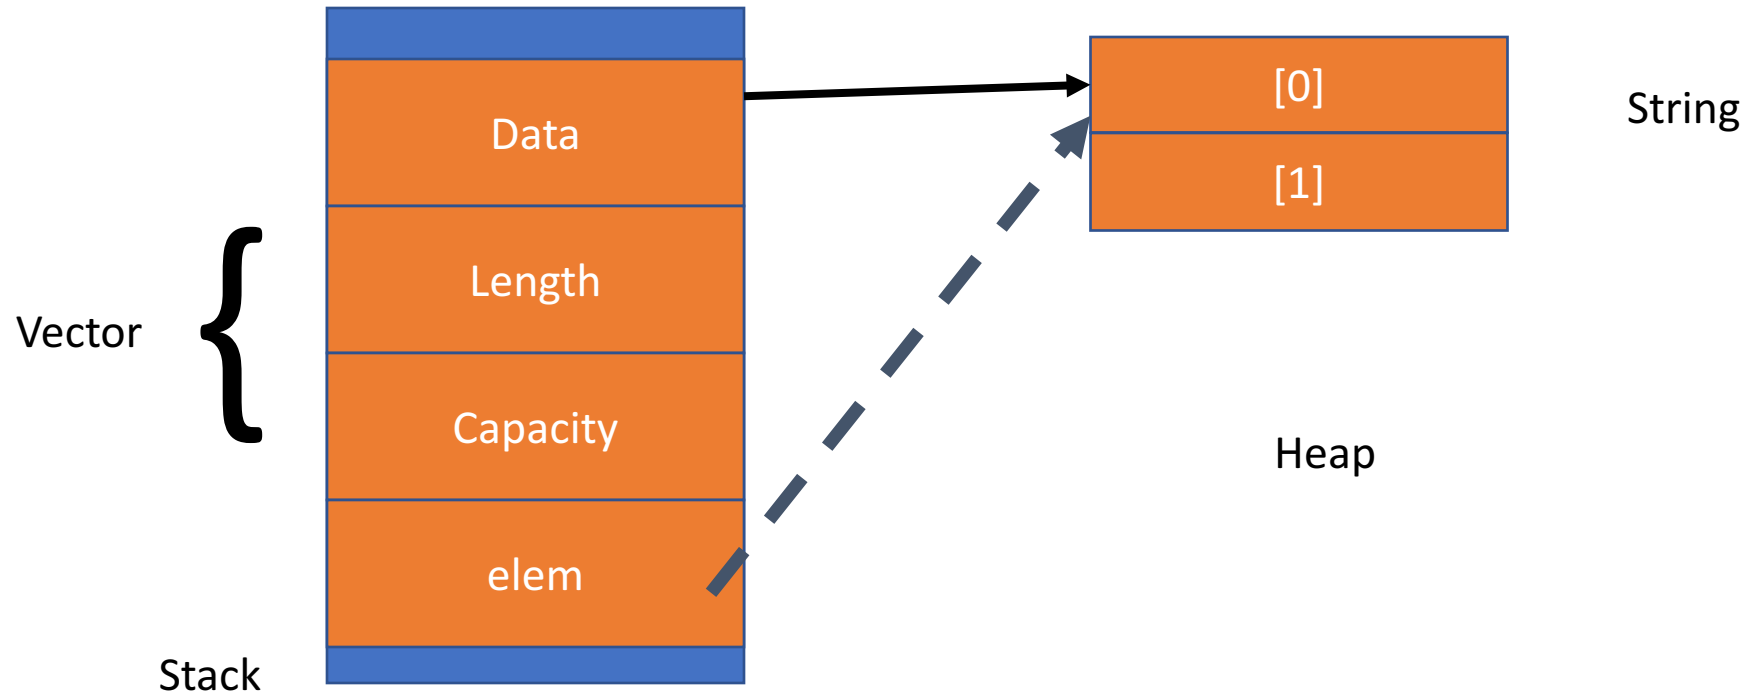 Data
Length
Capacity
elem
Vector
{
Stack
[0]
[1]
String
Heap